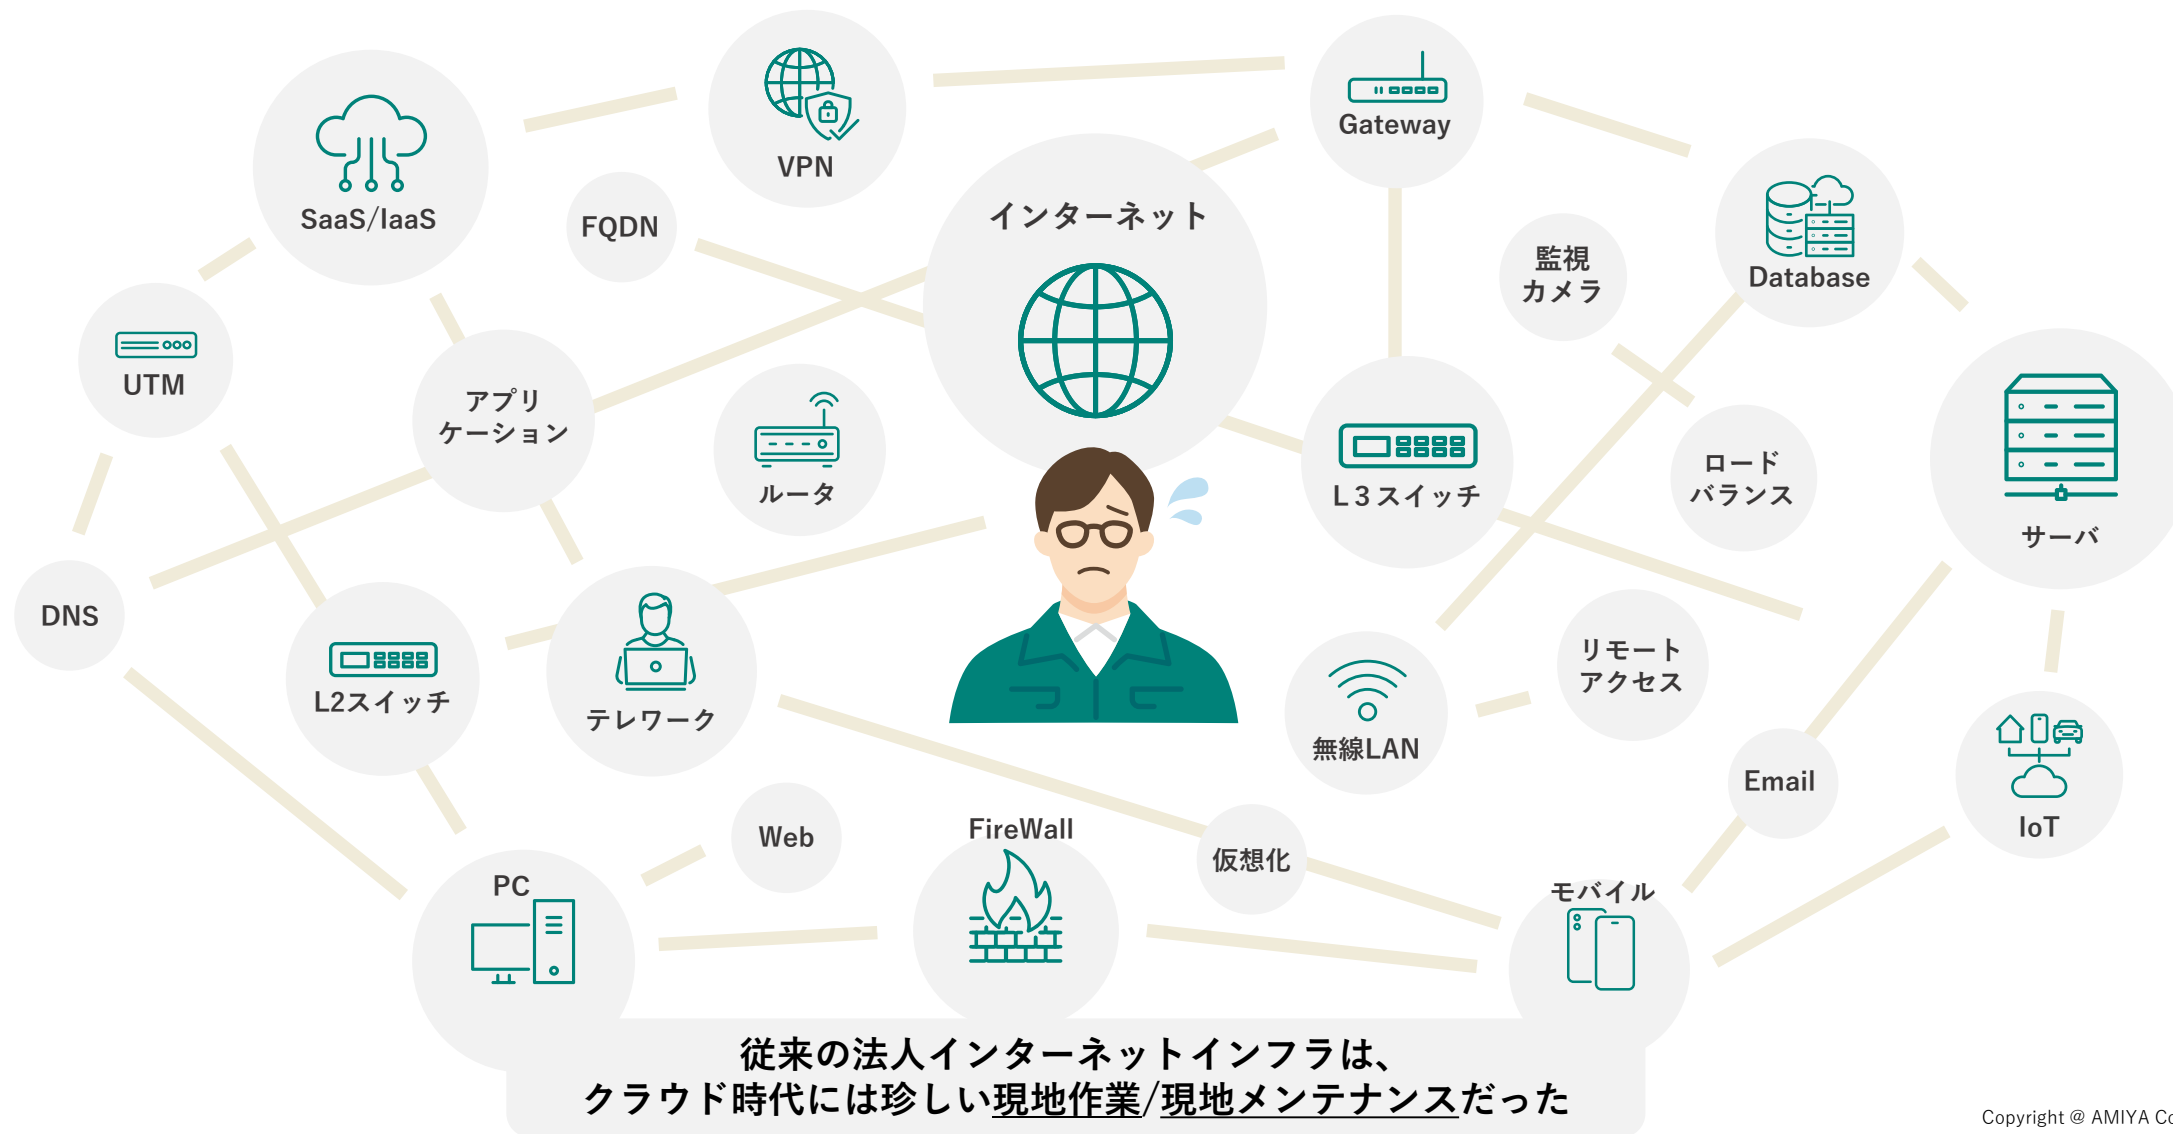 VPN
Gateway
SaaS/IaaS
FQDN
インターネット
監視
カメラ
Database
UTM
アプリ
ケーション
ルータ
L３スイッチ
ロード
バランス
サーバ
DNS
L2スイッチ
テレワーク
無線LAN
リモート
アクセス
Email
IoT
Web
FireWall
仮想化
PC
モバイル
従来の法人インターネットインフラは、
クラウド時代には珍しい現地作業/現地メンテナンスだった
Copyright @ AMIYA Co